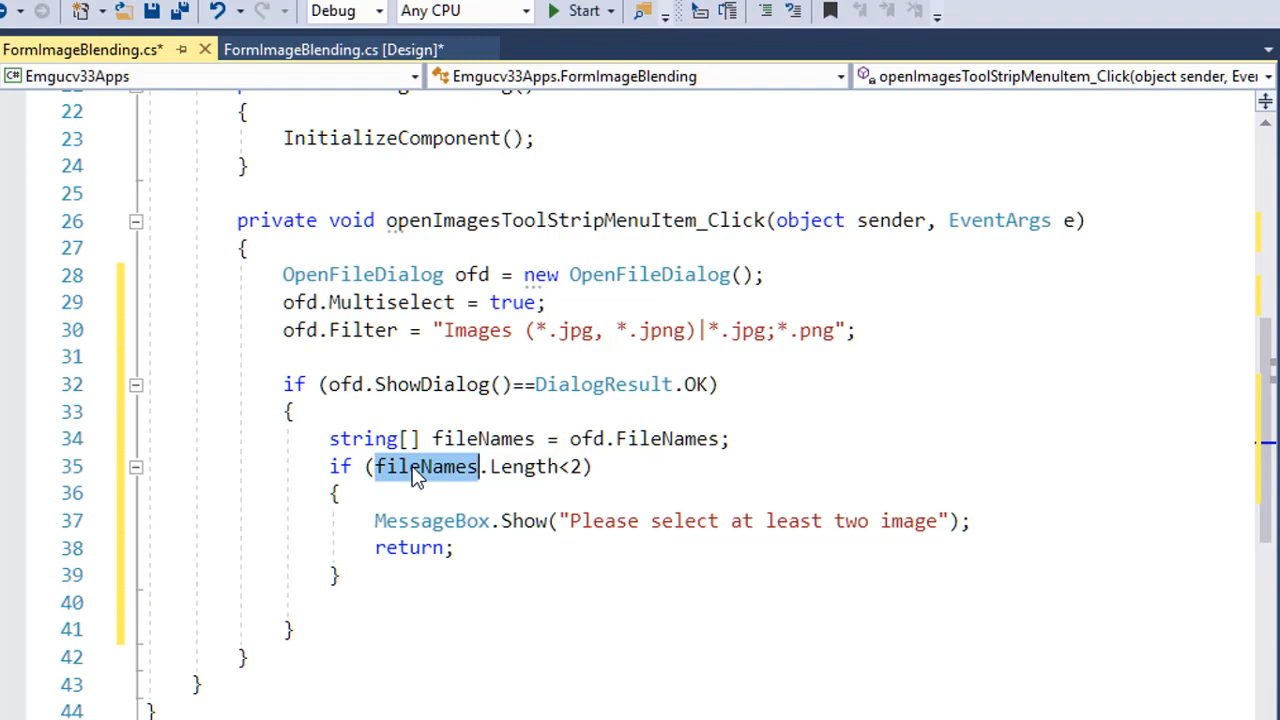 Debug Any CPU Start
FormImageBlending.cs* FormImageBlending.cs [Design]*
Emgucv33Apps Emgucv33Apps.FormImageBlending openImagesToolStripMenuItem_Click(object sender, Eve
22 {
23 InitializeComponent();
24 }
25
26 private void openImagesToolStripMenuItem_Click(object sender, EventArgs e)
27 {
28 OpenFileDialog ofd = new OpenFileDialog();
29 ofd.Multiselect = true;
30 ofd.Filter = "Images (*.jpg, *.jpng)|*.jpg;*.png";
31
32 if (ofd.ShowDialog()==DialogResult.OK)
33 {
34 string[] fileNames = ofd.FileNames;
35 if (fileNames.Length<2)
36 {
37 MessageBox.Show("Please select at least two image");
38 return;
39 }
40
41 }
42 }
43 }
44 }